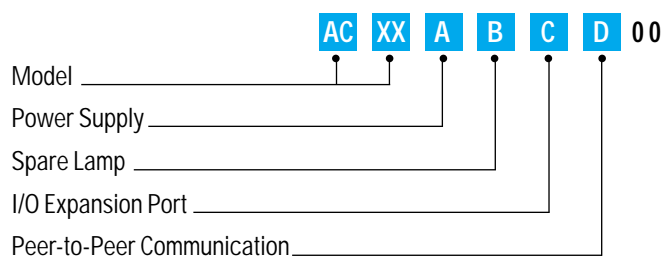 AC XX A B C D 00
Model
Power Supply
Spare Lamp
I/O Expansion Port
Peer-to-Peer Communication